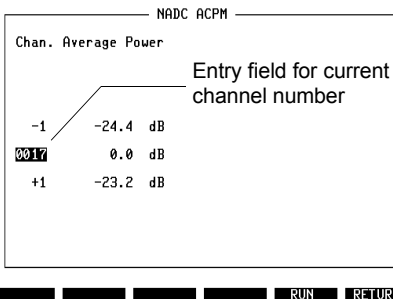 NADC ACPM
Chan. Average Power
Entry field for current
channel number
-1 -24.4 dB
0017 0.0 dB
+1 -23.2 dB
RUN RETUR